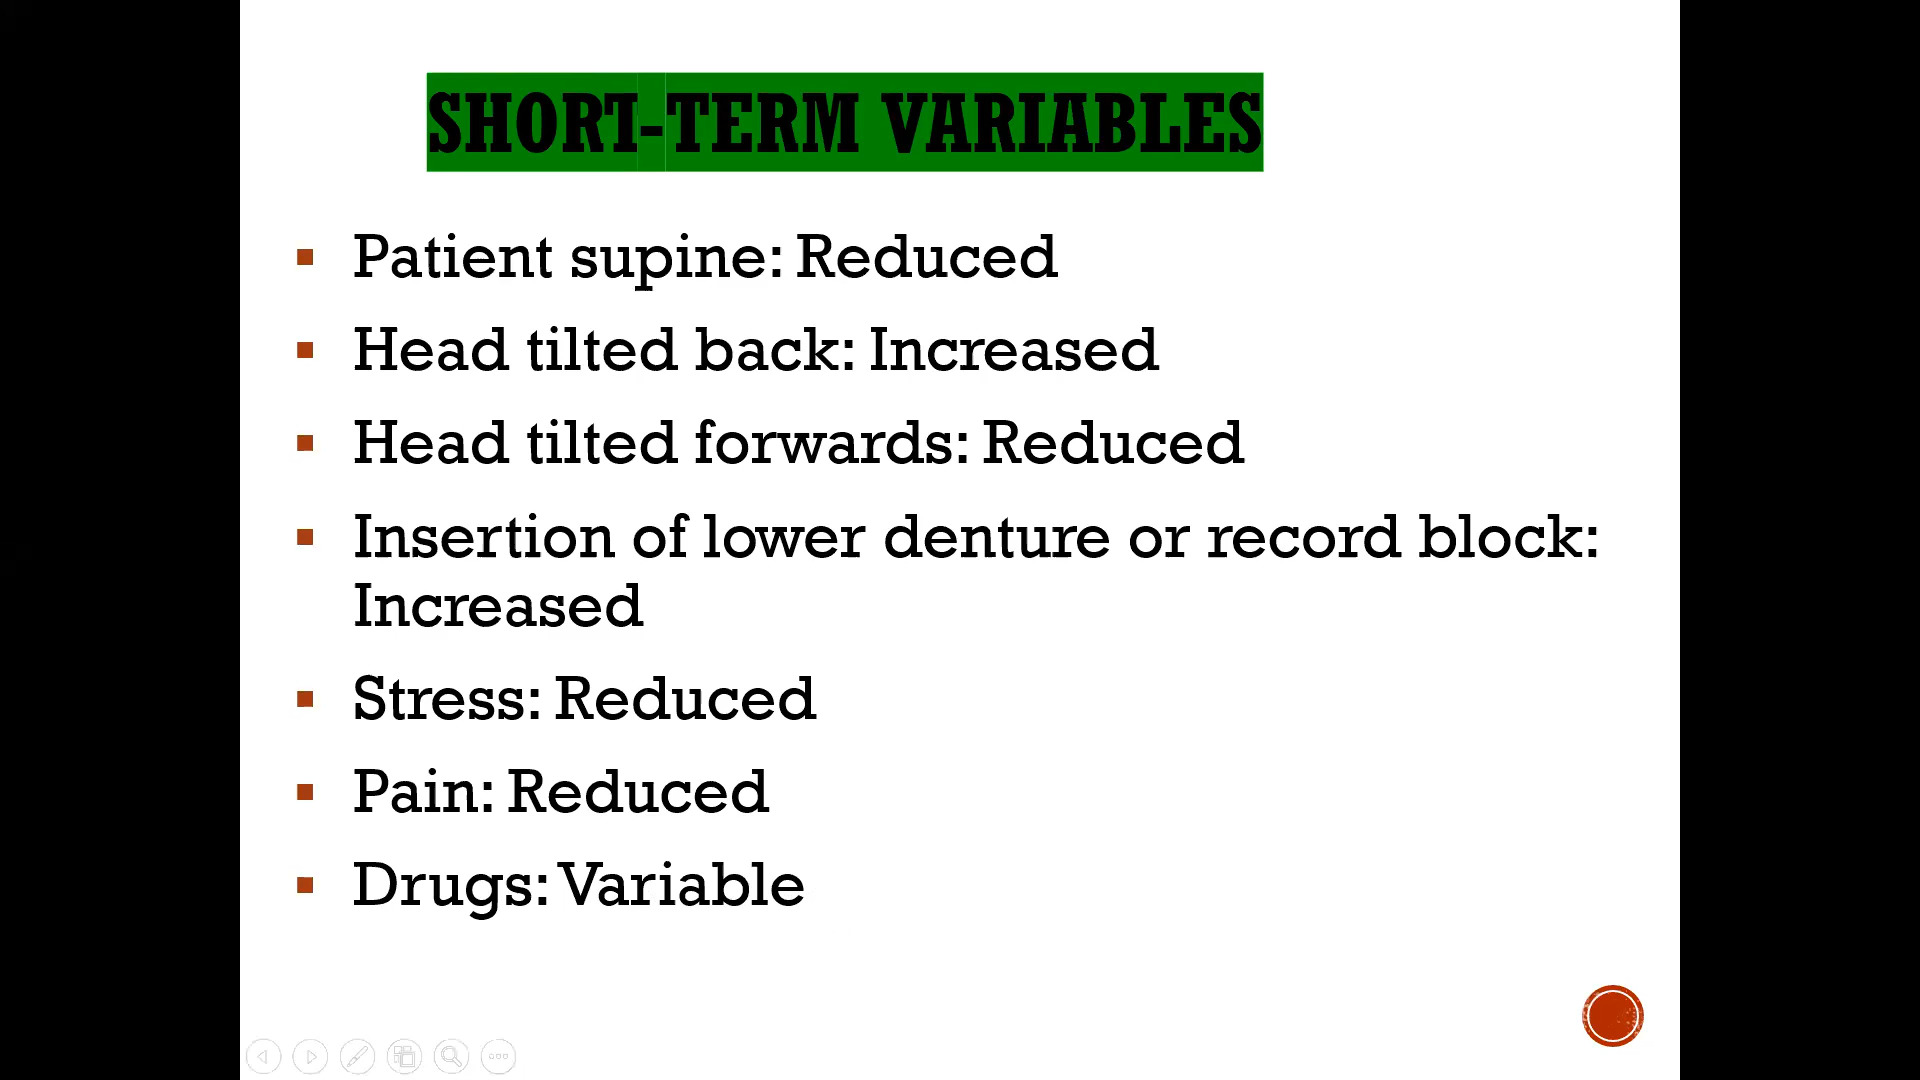 SHORT-TERM VARIABLES
Patient supine: Reduced
Head tilted back: Increased
Head tilted forwards: Reduced
Insertion of lower denture or record block:
Increased
Stress: Reduced
Pain: Reduced
Drugs: Variable